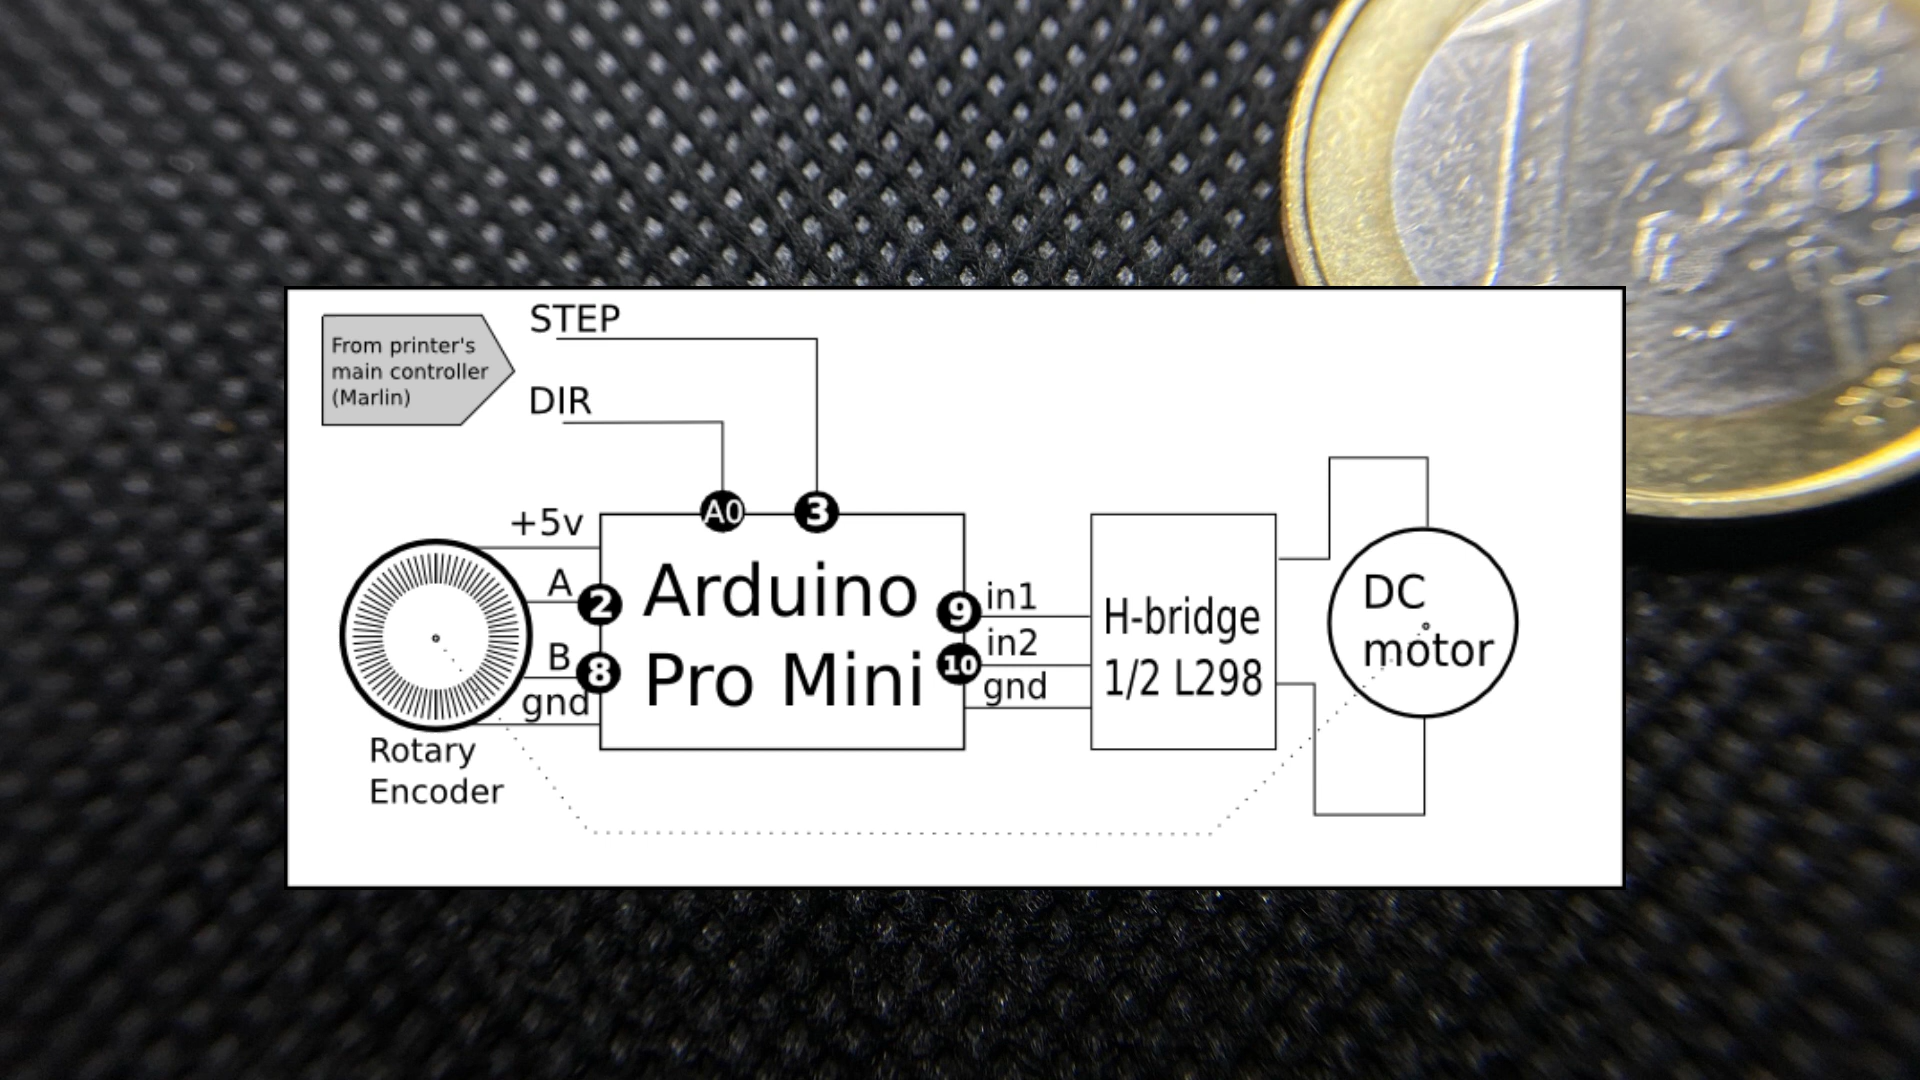 STEP
From printer's
main controller
(Marlin)
DIR
A0
3
+5v
A
2
B
8
gnd
Arduino
Pro Mini
9
in1
10
in2
gnd
H-bridge
1/2 L298
DC
motor
Rotary
Encoder
1